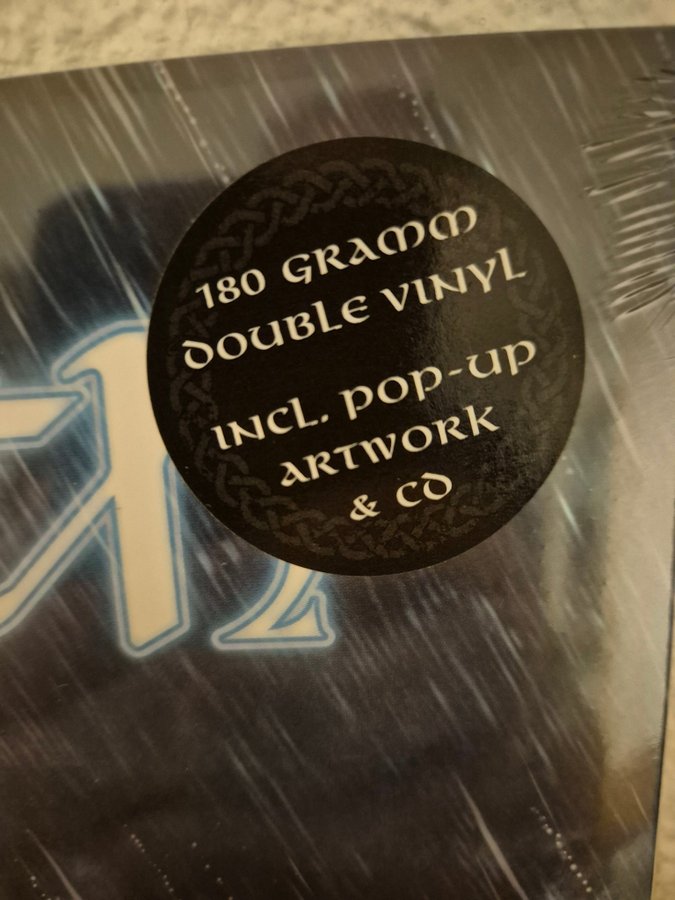 180 GRAMM
DOUBLE VINYL
INCL. POP-UP
ARTWORK
& CD